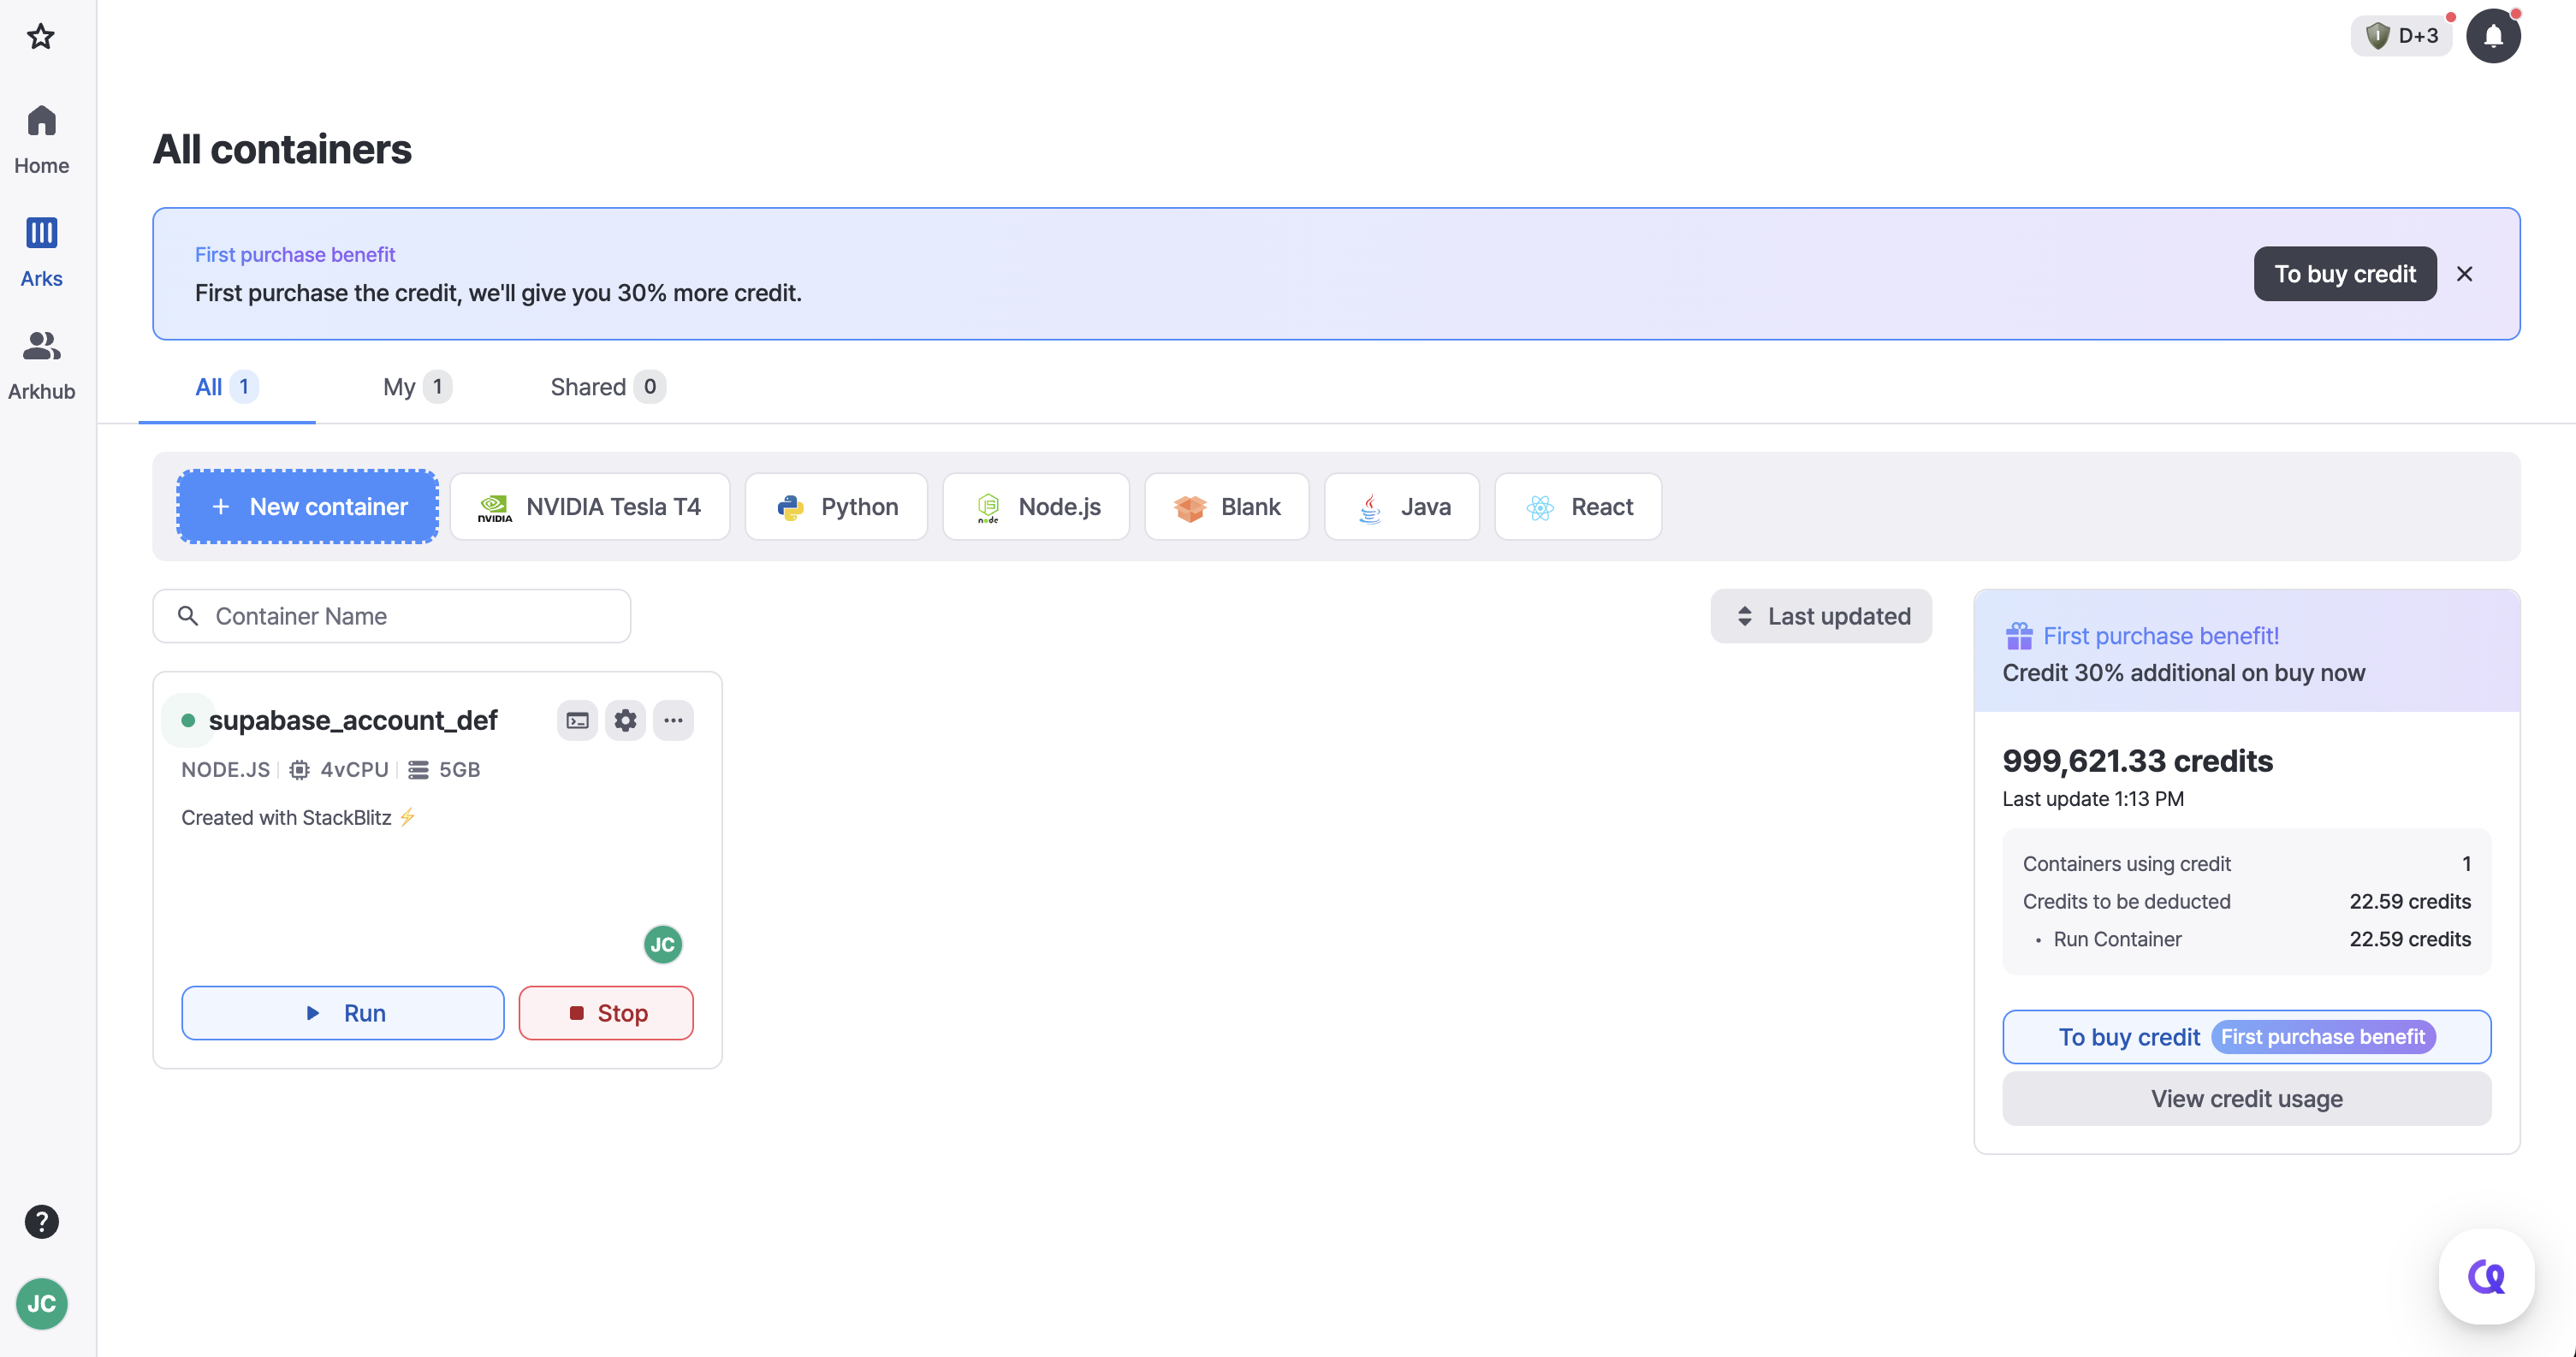 D+3
Home
Arks
Arkhub
All containers
First purchase benefit
First purchase the credit, we'll give you 30% more credit.
To buy credit
All 1
My 1
Shared 0
+ New container
NVIDIA NVIDIA Tesla T4
Python
node Node.js
Blank
Java
React
Container Name
Last updated
supabase_account_def
NODE.JS 4vCPU 5GB
Created with StackBlitz ⚡
JC
Run
Stop
First purchase benefit!
Credit 30% additional on buy now
999,621.33 credits
Last update 1:13 PM
Containers using credit 1
Credits to be deducted 22.59 credits
• Run Container 22.59 credits
To buy credit First purchase benefit
View credit usage
?
JC